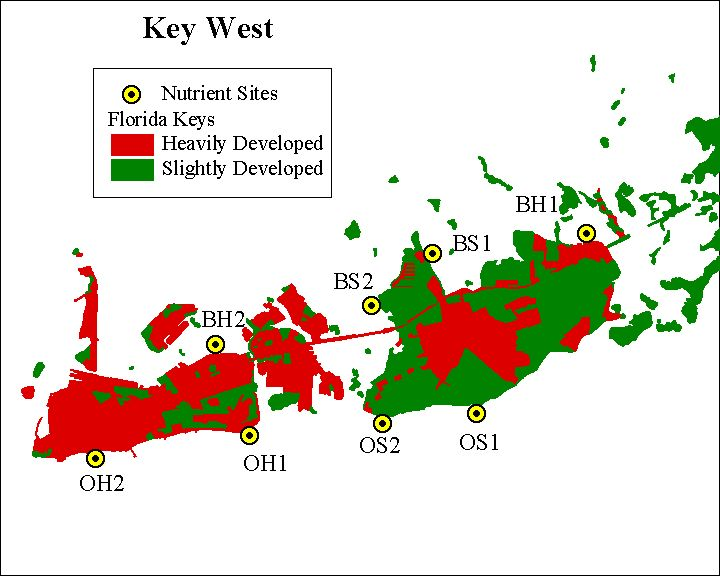 Key West
Nutrient Sites
Florida Keys
Heavily Developed
Slightly Developed
BH1
BS1
BS2
BH2
OS2
OS1
OH1
OH2